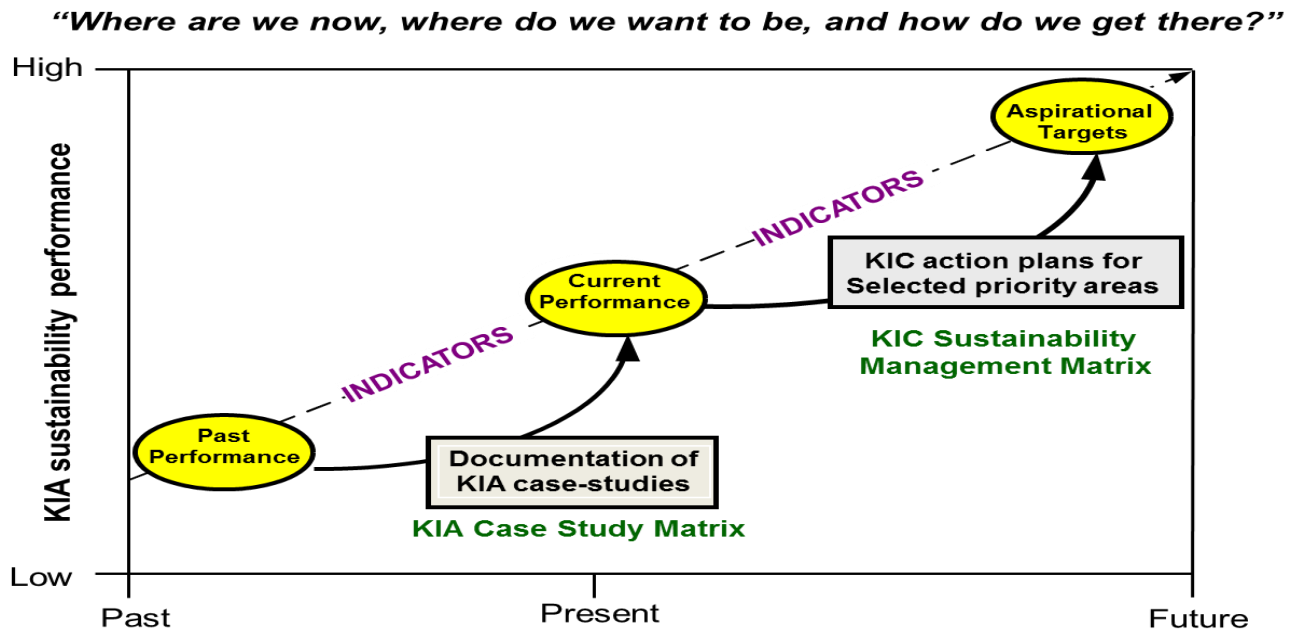 “Where are we now, where do we want to be, and how do we get there?”
High
Aspirational
Targets
INDICATORS
KIA sustainability performance
KIC action plans for
Selected priority areas
Current
Performance
KIC Sustainability
Management Matrix
INDICATORS
Past
Performance
Documentation of
KIA case-studies
KIA Case Study Matrix
Low
Past
Present
Future